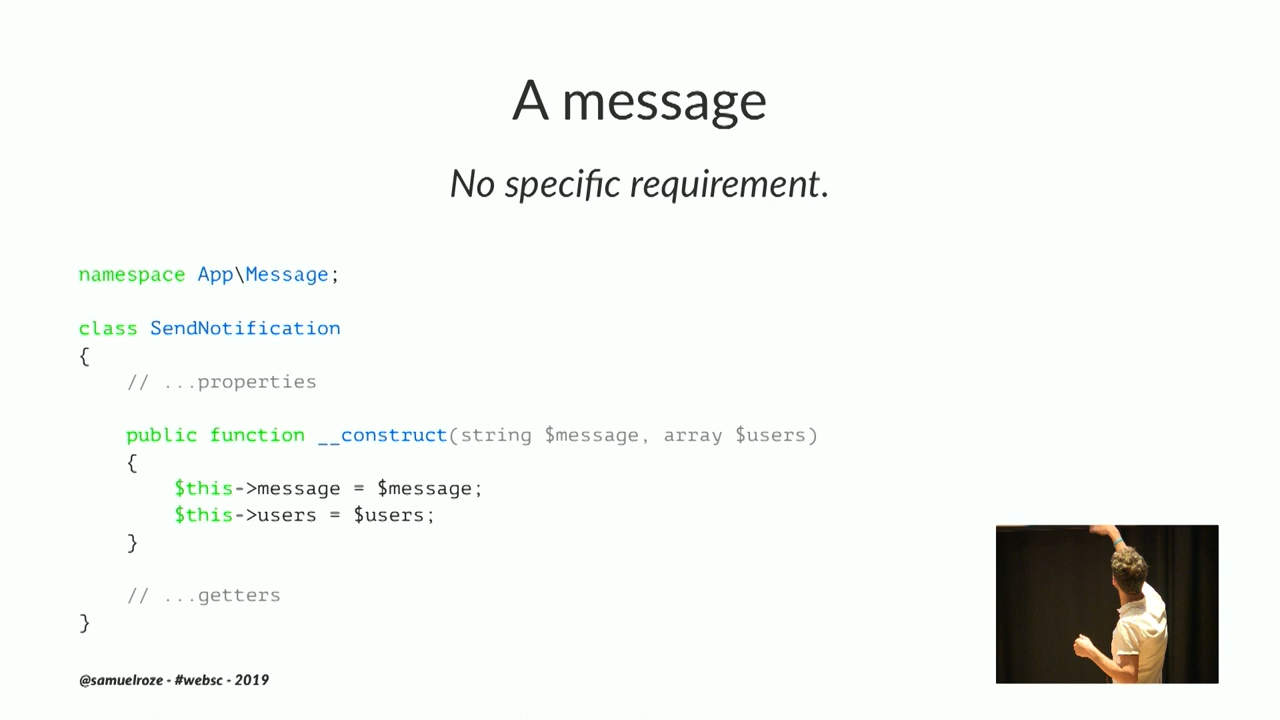 A message
No specific requirement.
namespace App\Message;
class SendNotification
{
// ...properties
public function __construct(string $message, array $users)
{
$this->message = $message;
$this->users = $users;
}
// ...getters
}
@samuelroze - #websc - 2019